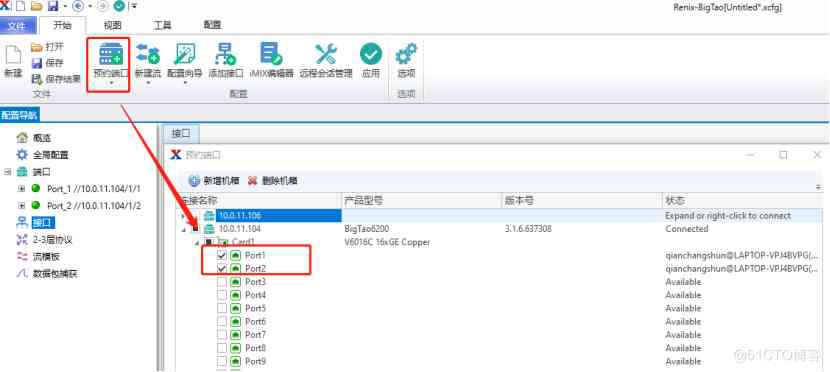 Renix-BigTao[Untitled*.xcfg]
文件 开始 视图 工具 配置
新建 打开 保存 保存结果 预约端口 新建流 配置向导 添加接口 iMIX编辑器 远程会话管理 应用 选项
文件 配置 选项
配置导航
概览
全局配置
端口
Port_1 //10.0.11.104/1/1
Port_2 //10.0.11.104/1/2
接口
2-3层协议
流模板
数据包捕获
接口
预约端口
新增机箱 删除机箱
连接名称 产品型号 版本号 状态
10.0.11.106 Expand or right-click to connect
10.0.11.104 BigTao6200 3.1.6.637308 Connected
Card1 V6016C 16xGE Copper
Port1 qianchangshun@LAPTOP-VPJ4BVPG(...
Port2 qianchangshun@LAPTOP-VPJ4BVPG(...
Port3 Available
Port4 Available
Port5 Available
Port6 Available
Port7 Available
Port8 Available
Port9 Available
@51CTO博客